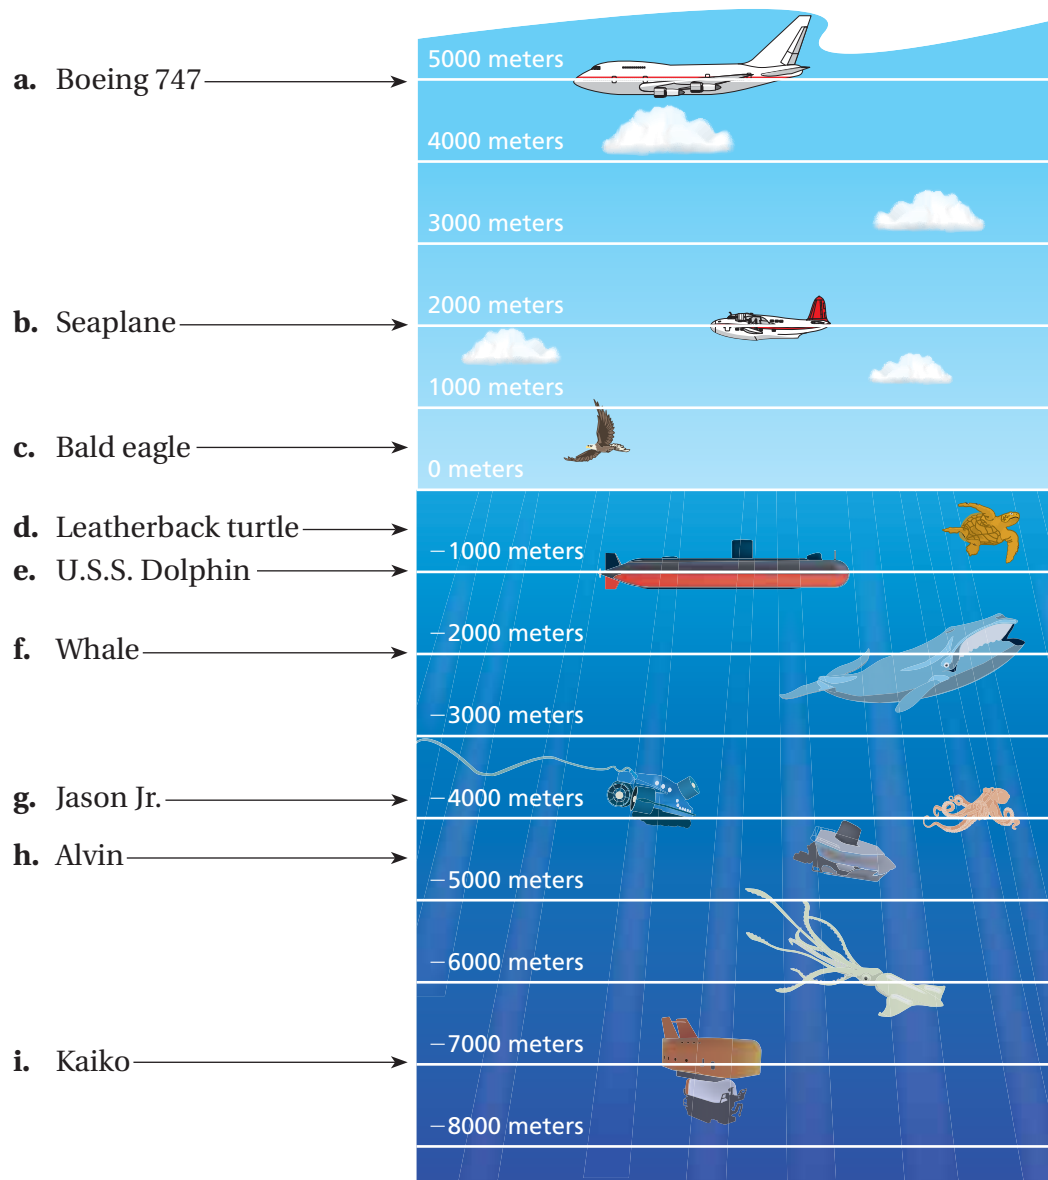 5000 meters
a. Boeing 747
4000 meters
3000 meters
2000 meters
b. Seaplane
1000 meters
c. Bald eagle
0 meters
d. Leatherback turtle
−1000 meters
e. U.S.S. Dolphin
−2000 meters
f. Whale
−3000 meters
g. Jason Jr.
−4000 meters
h. Alvin
−5000 meters
−6000 meters
−7000 meters
i. Kaiko
−8000 meters